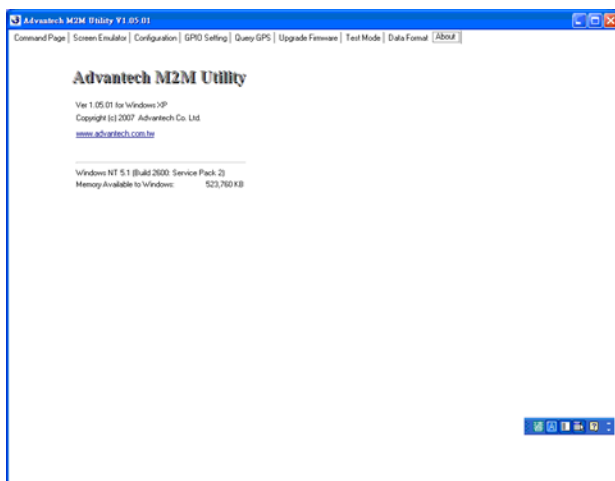 Advantech M2M Utility V1.05.01
Command Page Screen Emulator Configuration GPIO Setting Query GPS Upgrade Firmware Test Mode Data Format About
Advantech M2M Utility
Ver 1.05.01 for Windows XP
Copyright (c) 2007 Advantech Co. Ltd.
www.advantech.com.tw
Windows NT 5.1 (Build 2600: Service Pack 2)
Memory Available to Windows: 523,760 KB